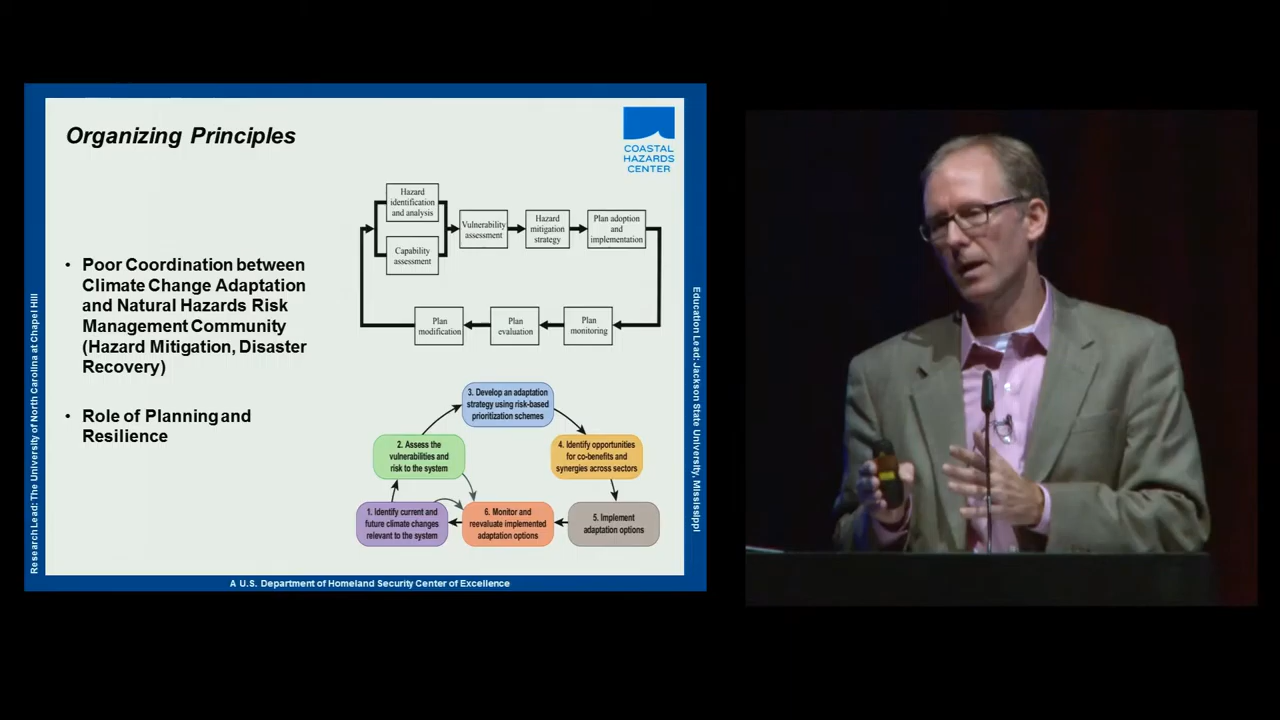 Organizing Principles
COASTAL
HAZARDS
CENTER
• Poor Coordination between
Climate Change Adaptation
and Natural Hazards Risk
Management Community
(Hazard Mitigation, Disaster
Recovery)
• Role of Planning and
Resilience
Hazard
identification
and analysis
Capability
assessment
Vulnerability
assessment
Hazard
mitigation
strategy
Plan adoption
and
implementation
Plan
modification
Plan
evaluation
Plan
monitoring
3. Develop an adaptation
strategy using risk-based
prioritization schemes
2. Assess the
vulnerabilities and
risk to the system
4. Identify opportunities
for co-benefits and
synergies across sectors
1. Identify current and
future climate changes
relevant to the system
6. Monitor and
reevaluate implemented
adaptation options
5. Implement
adaptation options
Research Lead: The University of North Carolina at Chapel Hill
Education Lead: Jackson State University, Mississippi
A U.S. Department of Homeland Security Center of Excellence